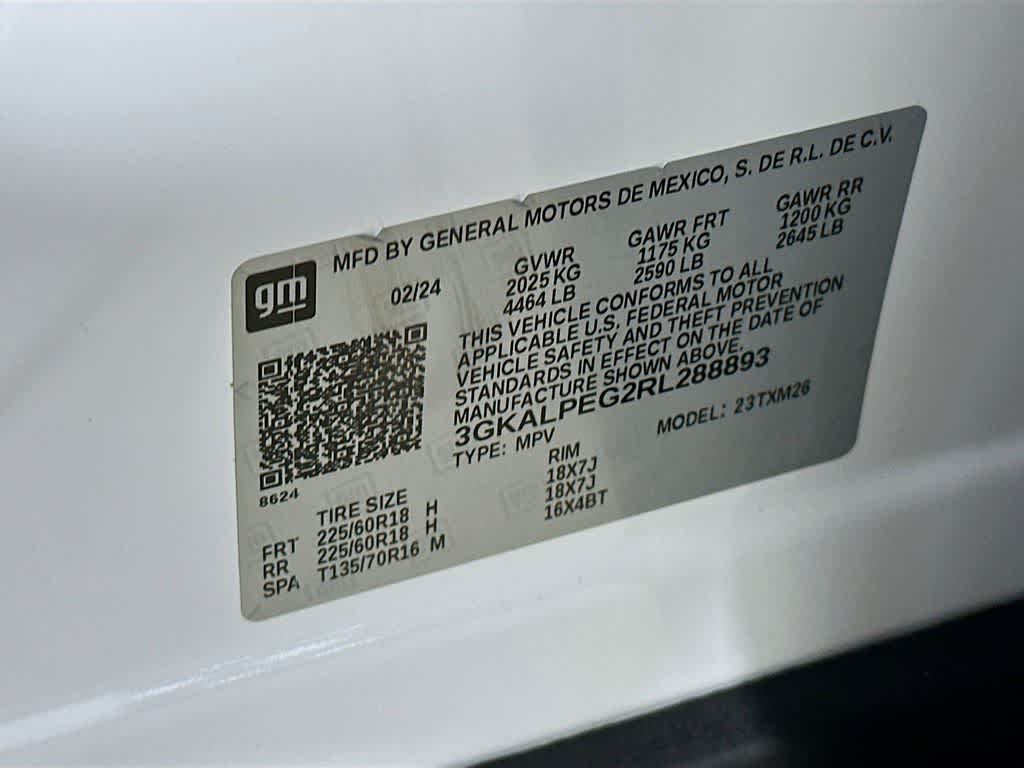 gm
MFD BY GENERAL MOTORS DE MEXICO, S. DE R.L. DE C.V.
02/24
GVWR
2025 KG
4464 LB
GAWR FRT
1175 KG
2590 LB
GAWR RR
1200 KG
2645 LB
THIS VEHICLE CONFORMS TO ALL
APPLICABLE U.S. FEDERAL MOTOR
VEHICLE SAFETY, AND THEFT PREVENTION
STANDARDS IN EFFECT ON THE DATE OF
MANUFACTURE SHOWN ABOVE.
3GKALPEG2RL288893
TYPE: MPV
MODEL: 23TXM26
8624
TIRE SIZE RIM
FRT 225/60R18 H 18X7J
RR 225/60R18 H 18X7J
SPA T135/70R16 M 16X4BT